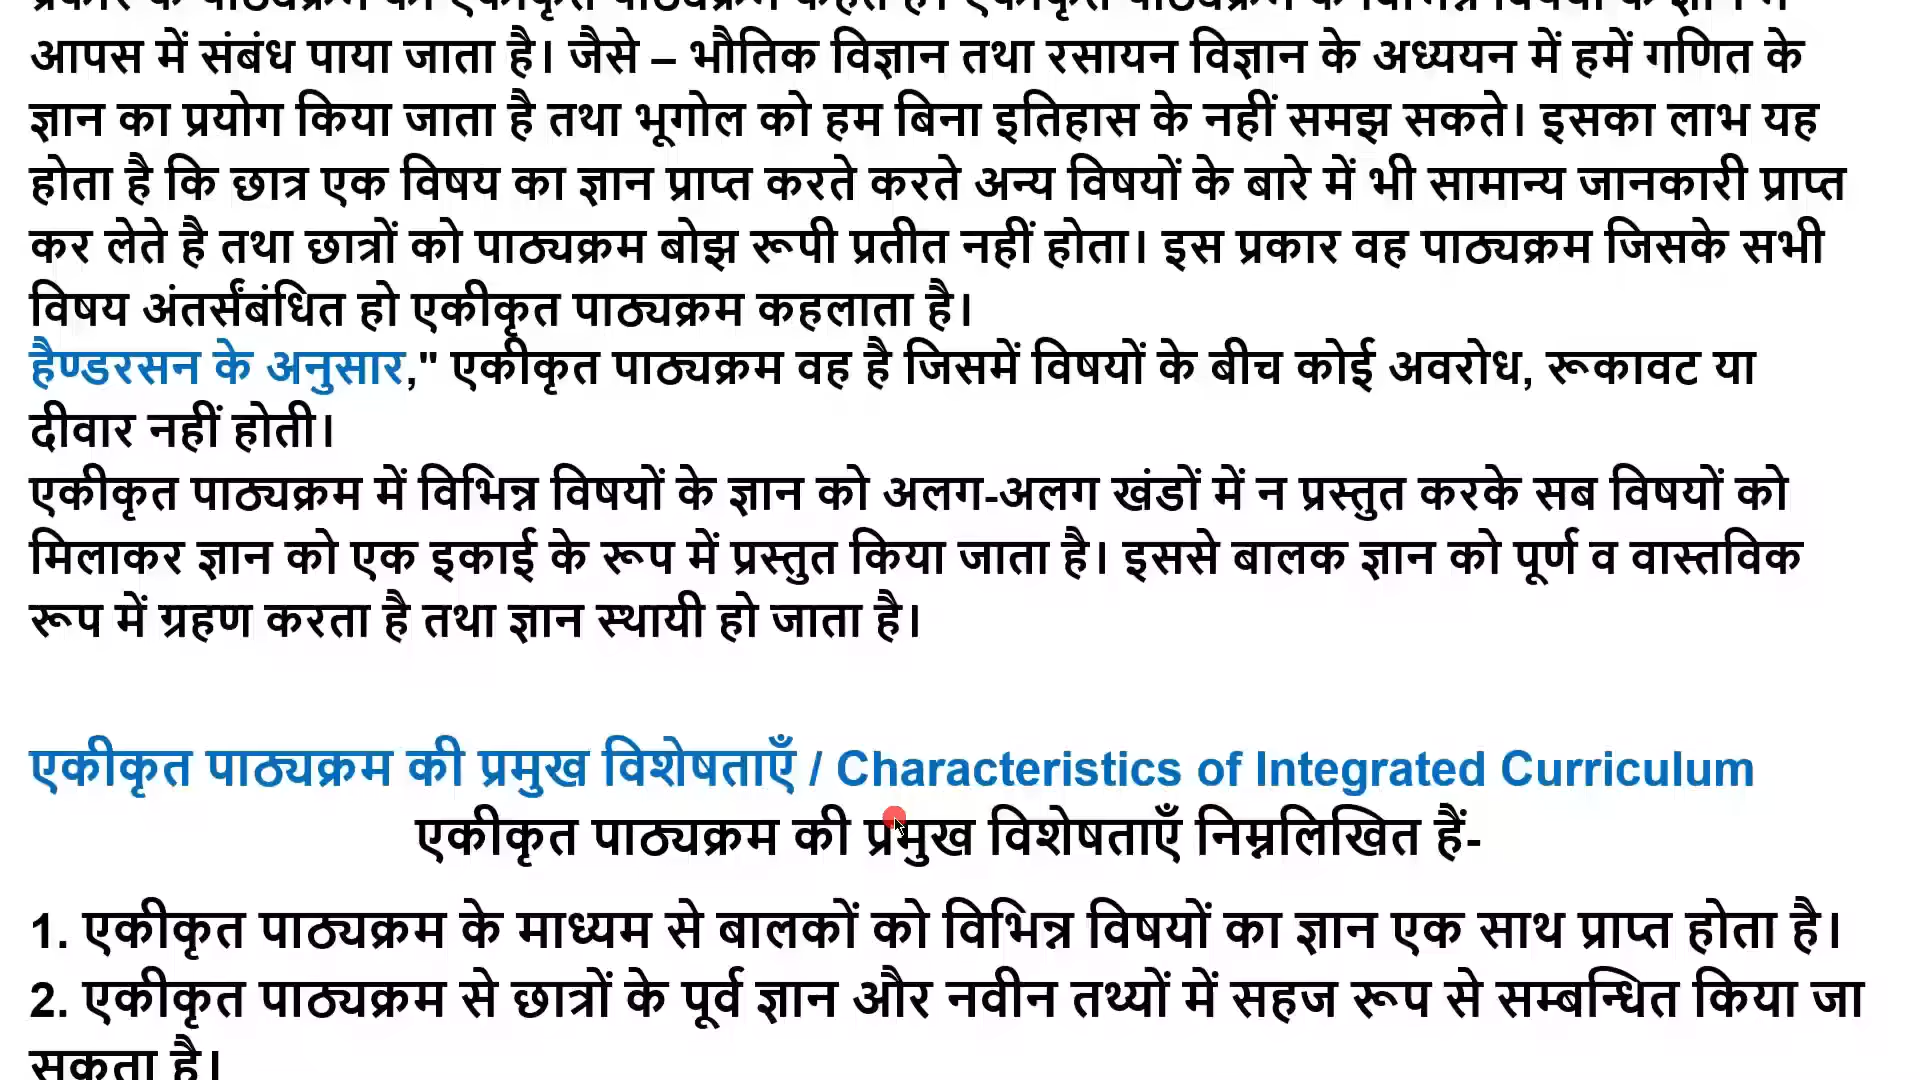 आपस में संबंध पाया जाता है। जैसे – भौतिक विज्ञान तथा रसायन विज्ञान के अध्ययन में हमें गणित के
ज्ञान का प्रयोग किया जाता है तथा भूगोल को हम बिना इतिहास के नहीं समझ सकते। इसका लाभ यह
होता है कि छात्र एक विषय का ज्ञान प्राप्त करते करते अन्य विषयों के बारे में भी सामान्य जानकारी प्राप्त
कर लेते है तथा छात्रों को पाठ्यक्रम बोझ रूपी प्रतीत नहीं होता। इस प्रकार वह पाठ्यक्रम जिसके सभी
विषय अंतर्संबंधित हो एकीकृत पाठ्यक्रम कहलाता है।
हैण्डरसन के अनुसार," एकीकृत पाठ्यक्रम वह है जिसमें विषयों के बीच कोई अवरोध, रूकावट या
दीवार नहीं होती।
एकीकृत पाठ्यक्रम में विभिन्न विषयों के ज्ञान को अलग-अलग खंडों में न प्रस्तुत करके सब विषयों को
मिलाकर ज्ञान को एक इकाई के रूप में प्रस्तुत किया जाता है। इससे बालक ज्ञान को पूर्ण व वास्तविक
रूप में ग्रहण करता है तथा ज्ञान स्थायी हो जाता है।
एकीकृत पाठ्यक्रम की प्रमुख विशेषताएँ / Characteristics of Integrated Curriculum
एकीकृत पाठ्यक्रम की प्रमुख विशेषताएँ निम्नलिखित हैं-
1. एकीकृत पाठ्यक्रम के माध्यम से बालकों को विभिन्न विषयों का ज्ञान एक साथ प्राप्त होता है।
2. एकीकृत पाठ्यक्रम से छात्रों के पूर्व ज्ञान और नवीन तथ्यों में सहज रूप से सम्बन्धित किया जा
सकता है।